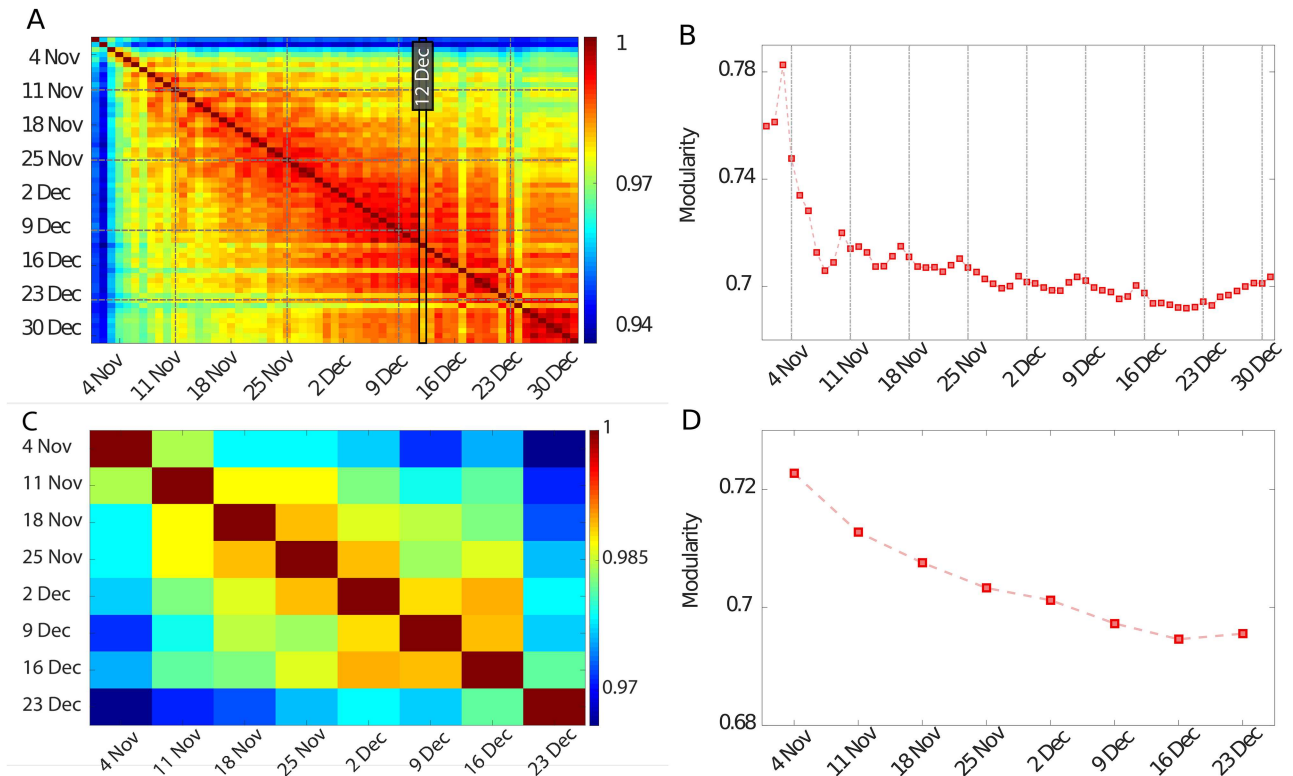 A
4 Nov
11 Nov
18 Nov
25 Nov
2 Dec
9 Dec
16 Dec
23 Dec
30 Dec
12 Dec
1
0.97
0.94
4 Nov
11 Nov
18 Nov
25 Nov
2 Dec
9 Dec
16 Dec
23 Dec
30 Dec
B
Modularity
0.78
0.74
0.7
4 Nov
11 Nov
18 Nov
25 Nov
2 Dec
9 Dec
16 Dec
23 Dec
30 Dec
C
4 Nov
11 Nov
18 Nov
25 Nov
2 Dec
9 Dec
16 Dec
23 Dec
1
0.985
0.97
4 Nov
11 Nov
18 Nov
25 Nov
2 Dec
9 Dec
16 Dec
23 Dec
D
Modularity
0.72
0.7
0.68
4 Nov
11 Nov
18 Nov
25 Nov
2 Dec
9 Dec
16 Dec
23 Dec